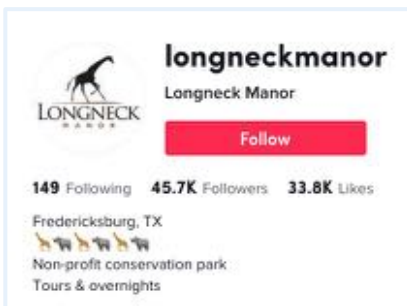 longneckmanor
Longneck Manor
LONGNECK
MANOR
Follow
149 Following 45.7K Followers 33.8K Likes
Fredericksburg, TX
🦒🦏🦒🦏🦒🦏
Non-profit conservation park
Tours & overnights